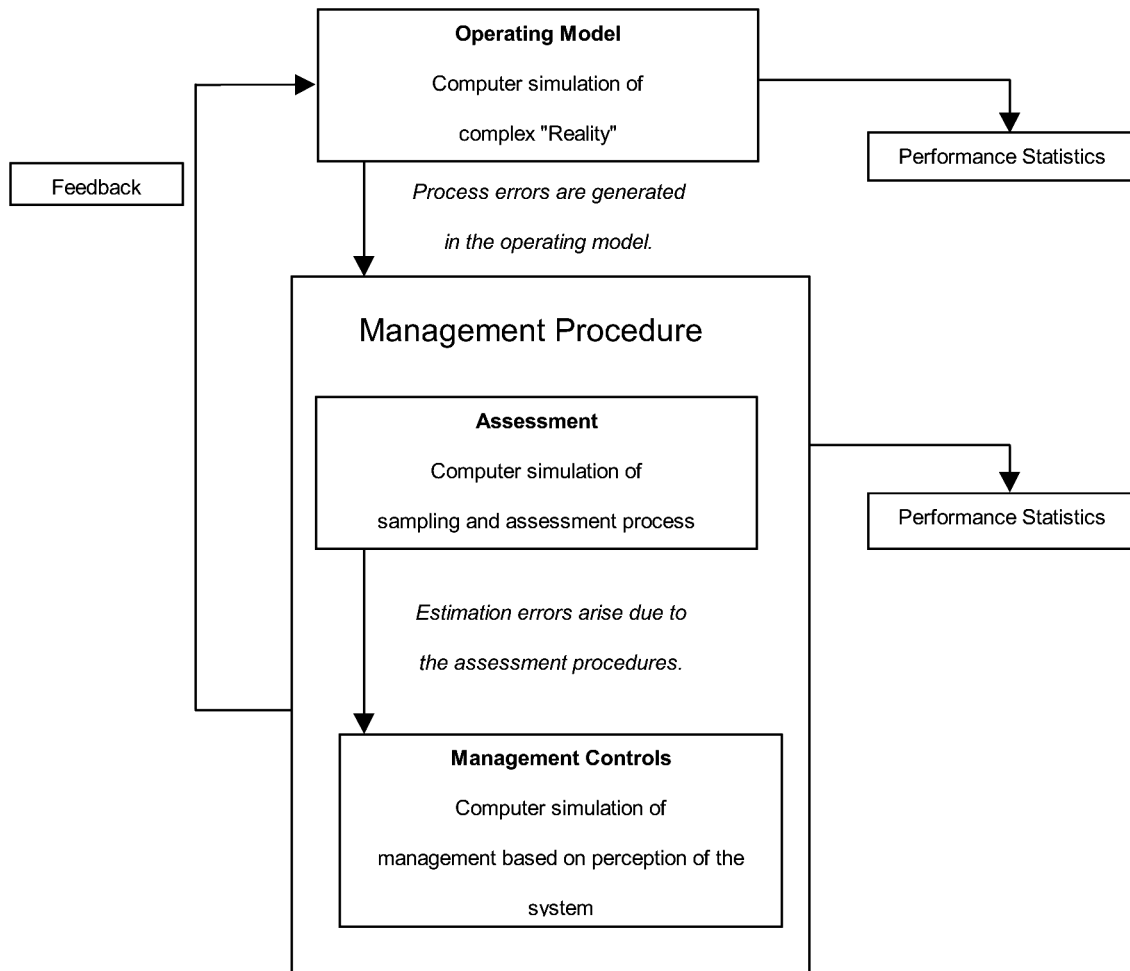 Operating Model
Computer simulation of
complex "Reality"
Performance Statistics
Feedback
Process errors are generated
in the operating model.
Management Procedure
Assessment
Computer simulation of
sampling and assessment process
Performance Statistics
Estimation errors arise due to
the assessment procedures.
Management Controls
Computer simulation of
management based on perception of the
system